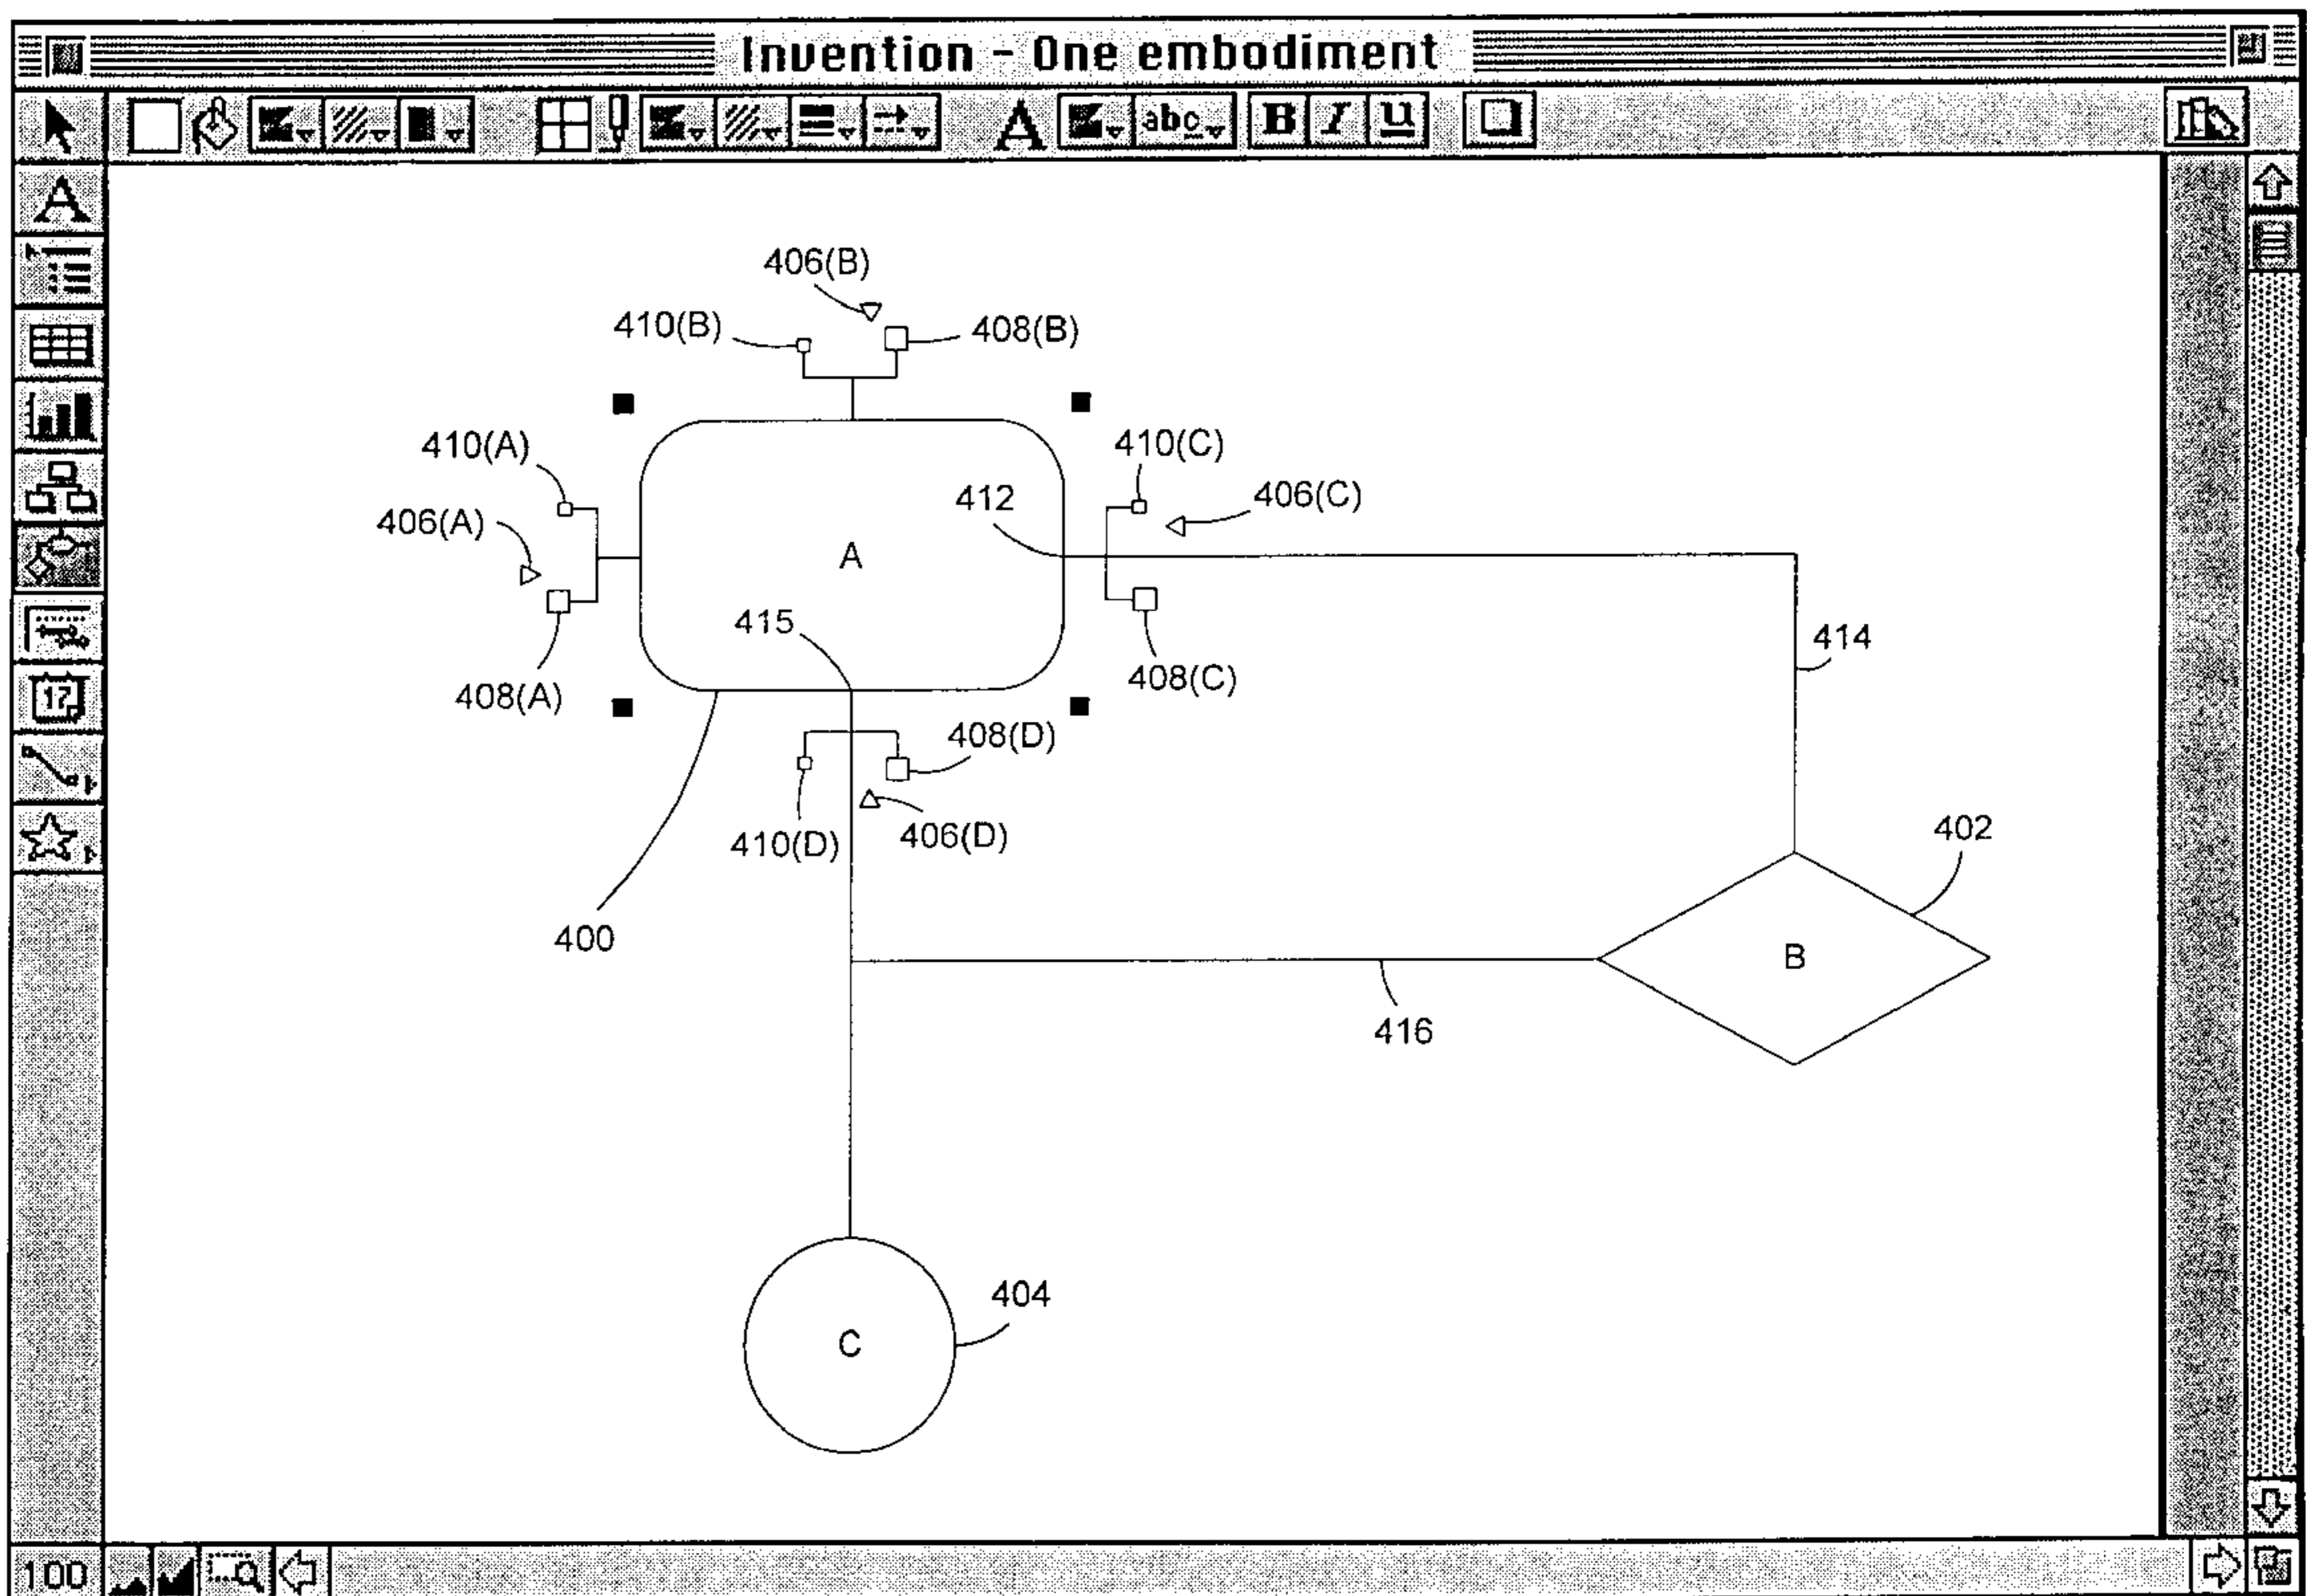 Invention - One embodiment
A abc B I U
A
17
406(B)
410(B) 408(B)
410(A) 410(C)
412 406(C)
406(A)
A
415 414
408(A) 408(C)
408(D)
410(D) 406(D)
402
400
B
416
404
C
100